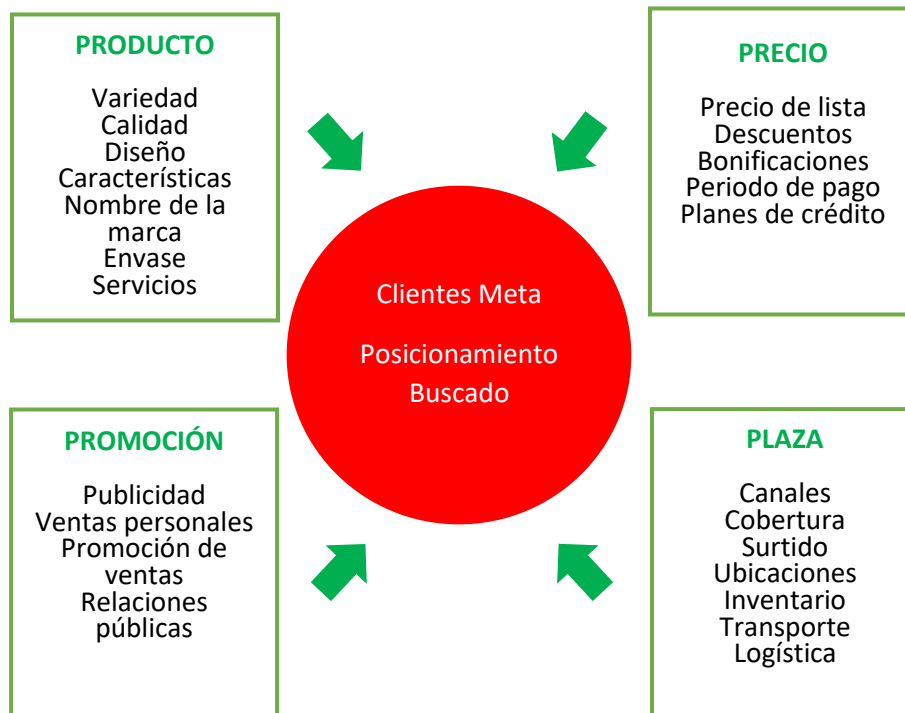 PRODUCTO
Variedad
Calidad
Diseño
Características
Nombre de la
marca
Envase
Servicios
PRECIO
Precio de lista
Descuentos
Bonificaciones
Periodo de pago
Planes de crédito
Clientes Meta
Posicionamiento
Buscado
PROMOCIÓN
Publicidad
Ventas personales
Promoción de
ventas
Relaciones
públicas
PLAZA
Canales
Cobertura
Surtido
Ubicaciones
Inventario
Transporte
Logística